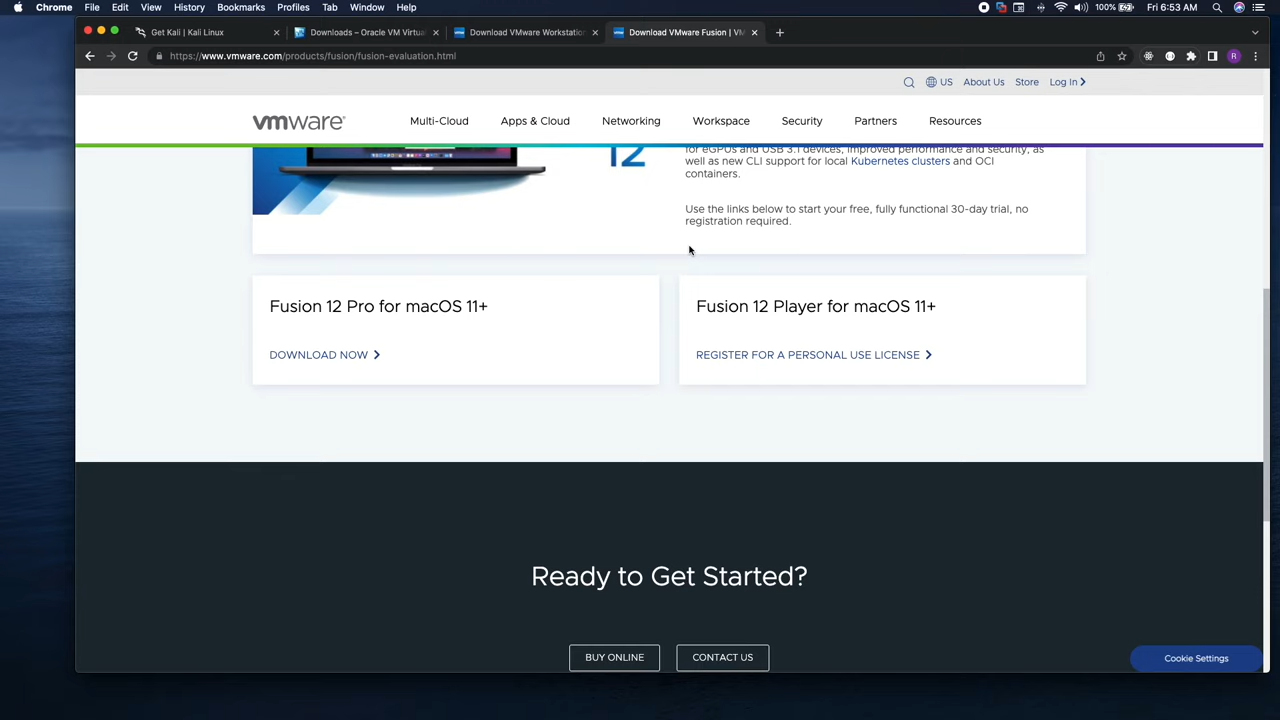 Chrome File Edit View History Bookmarks Profiles Tab Window Help 100% Fri 6:53 AM
Get Kali | Kali Linux Downloads – Oracle VM Virtual Download VMware Workstation Download VMware Fusion | VM
https://www.vmware.com/products/fusion/fusion-evaluation.html R
US About Us Store Log In
vmware Multi-Cloud Apps & Cloud Networking Workspace Security Partners Resources
12
for eGPUs and USB 3.1 devices, improved performance and security, as
well as new CLI support for local Kubernetes clusters and OCI
containers.
Use the links below to start your free, fully functional 30-day trial, no
registration required.
Fusion 12 Pro for macOS 11+
DOWNLOAD NOW
Fusion 12 Player for macOS 11+
REGISTER FOR A PERSONAL USE LICENSE
Ready to Get Started?
BUY ONLINE CONTACT US
Cookie Settings